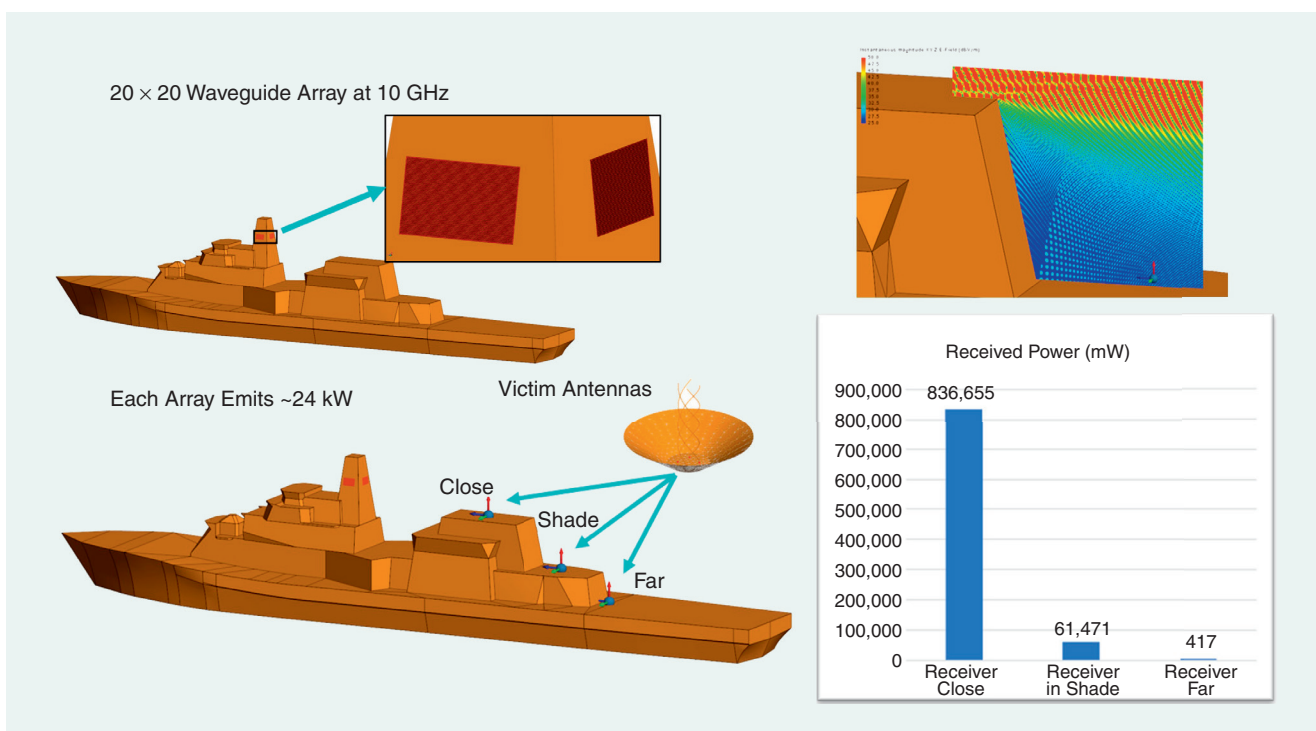 20 × 20 Waveguide Array at 10 GHz
Each Array Emits ~24 kW
Victim Antennas
Close
Shade
Far
Received Power (mW)
900,000
800,000
700,000
600,000
500,000
400,000
300,000
200,000
100,000
0
836,655
61,471
417
Receiver
Close
Receiver
in Shade
Receiver
Far